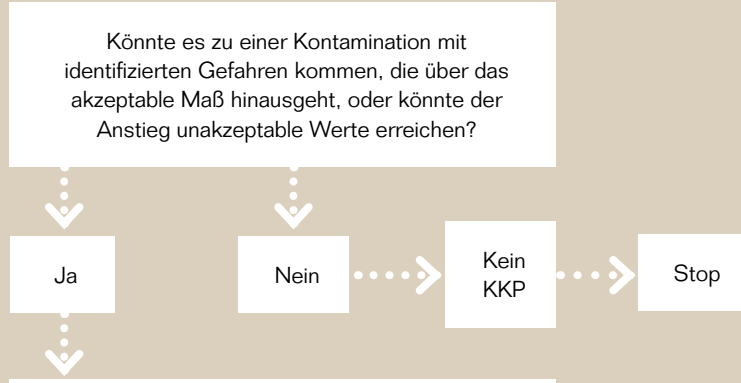 Könnte es zu einer Kontamination mit
identifizierten Gefahren kommen, die über das
akzeptable Maß hinausgeht, oder könnte der
Anstieg unakzeptable Werte erreichen?
Ja
Nein
Kein
KKP
Stop